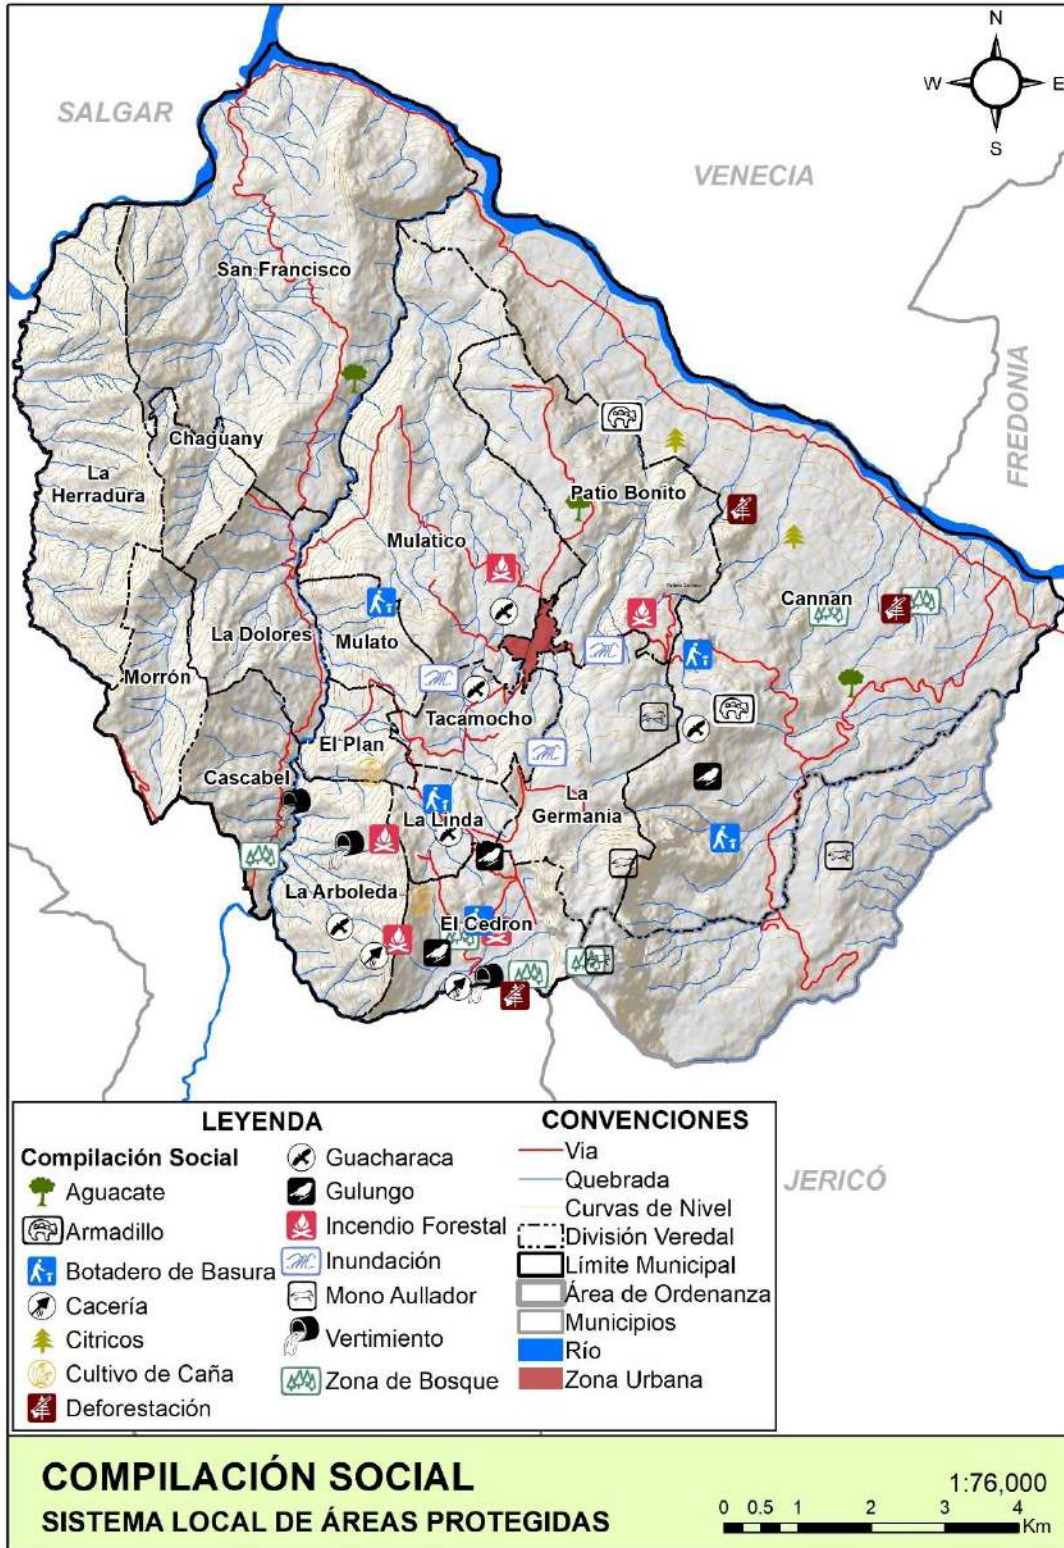 N
W E
S
SALGAR
VENECIA
FREDONIA
San Francisco
Chaguany
La
Herradura
Patio Bonito
Mulatico
Cannan
La Dolores
Mulato
Morrón
Tacamocho
El Plan
Cascabel
La
Germania
La Linda
La Arboleda
El Cedron
JERICÓ
LEYENDA
Compilación Social
Aguacate
Armadillo
Botadero de Basura
Cacería
Citricos
Cultivo de Caña
Deforestación
Guacharaca
Gulungo
Incendio Forestal
Inundación
Mono Aullador
Vertimiento
Zona de Bosque
CONVENCIONES
Via
Quebrada
Curvas de Nivel
División Veredal
Límite Municipal
Área de Ordenanza
Municipios
Río
Zona Urbana
COMPILACIÓN SOCIAL
SISTEMA LOCAL DE ÁREAS PROTEGIDAS
1:76,000
0 0.5 1 2 3 4
Km